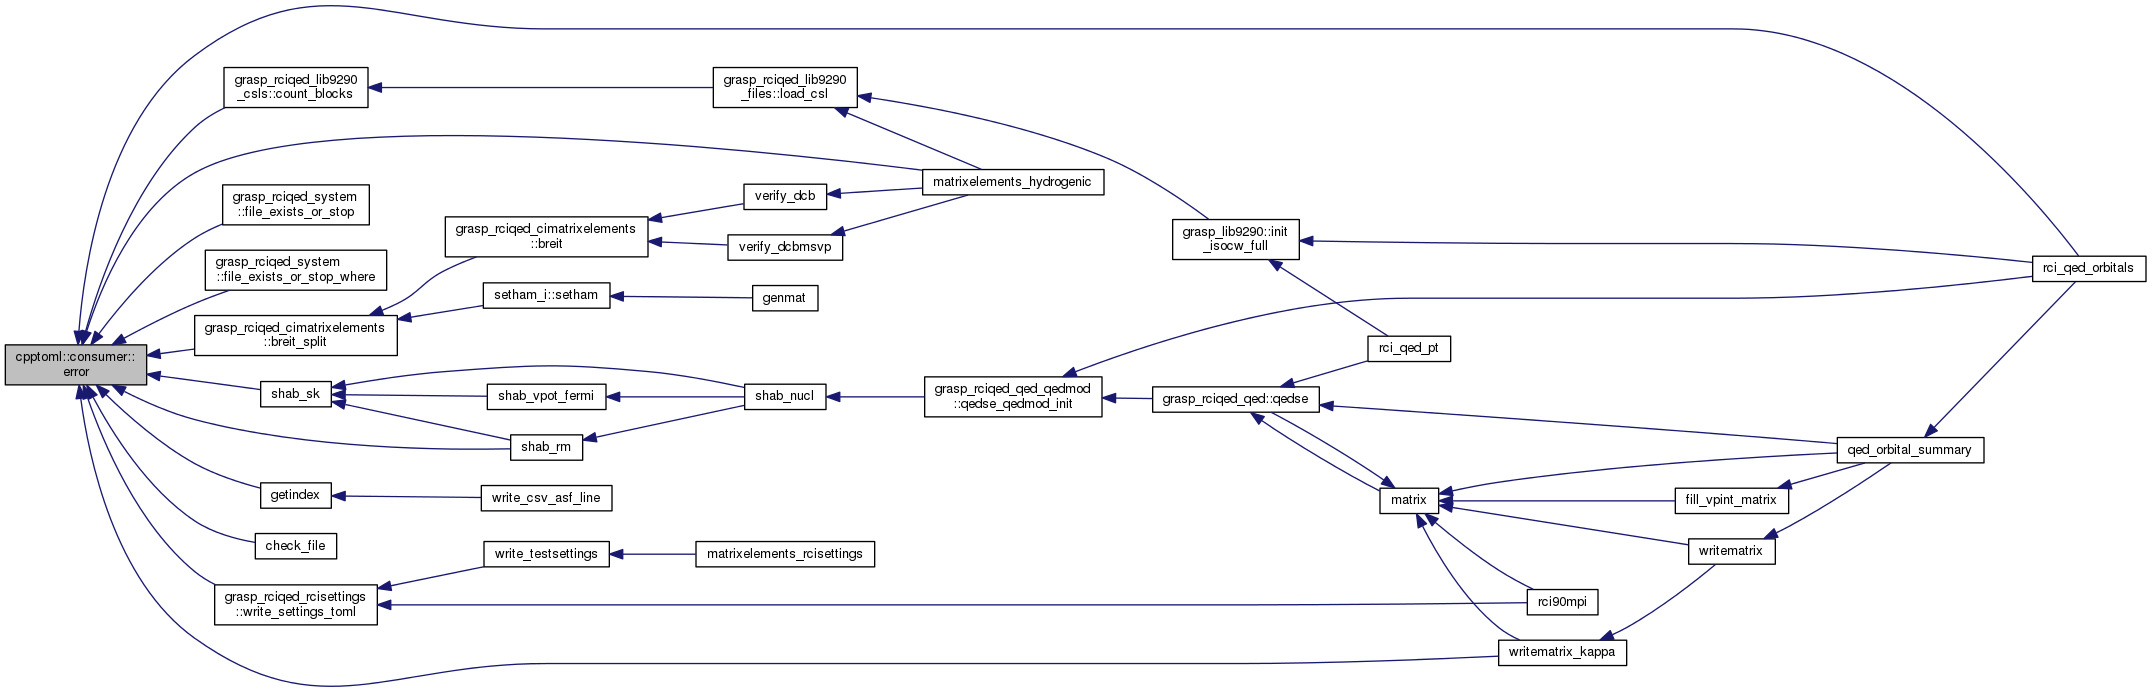 cpptoml::consumer::
error
grasp_rciqed_lib9290
_csls::count_blocks
grasp_rciqed_system
::file_exists_or_stop
grasp_rciqed_system
::file_exists_or_stop_where
grasp_rciqed_cimatrixelements
::breit_split
shab_sk
getindex
check_file
grasp_rciqed_rcisettings
::write_settings_toml
grasp_rciqed_cimatrixelements
::breit
setham_i::setham
shab_vpot_fermi
shab_rm
write_csv_asf_line
write_testsettings
grasp_rciqed_lib9290
_files::load_csl
verify_dcb
verify_dcbmsvp
genmat
shab_nucl
matrixelements_rcisettings
matrixelements_hydrogenic
grasp_rciqed_qed_qedmod
::qedse_qedmod_init
grasp_lib9290::init
_isocw_full
grasp_rciqed_qed::qedse
rci_qed_pt
matrix
rci90mpi
writematrix_kappa
fill_vpint_matrix
writematrix
qed_orbital_summary
rci_qed_orbitals